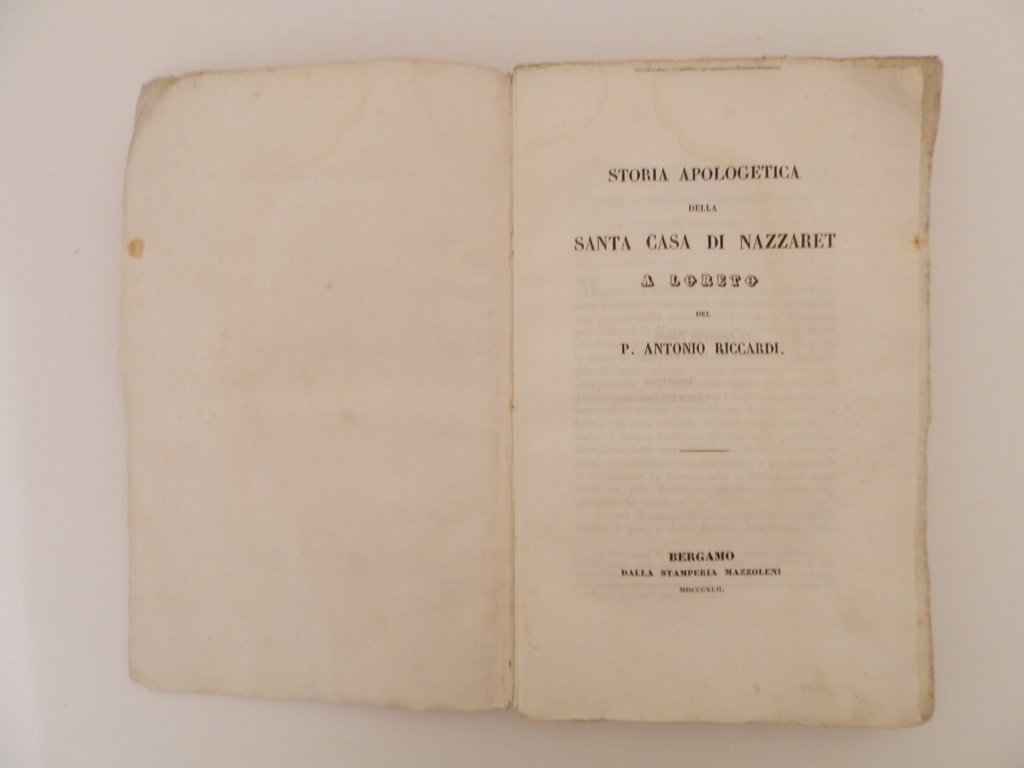 STORIA APOLOGETICA
DELLA
SANTA CASA DI NAZZARET
A LORETO
DEL
P. ANTONIO RICCARDI.
BERGAMO
DALLA STAMPERIA MAZZOLENI
MDCCCXLII.